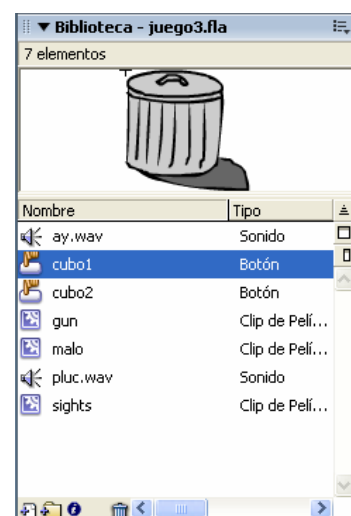 Biblioteca - juego3.fla
7 elementos
Nombre Tipo
ay.wav Sonido
cubo1 Botón
cubo2 Botón
gun Clip de Pelí...
malo Clip de Pelí...
pluc.wav Sonido
sights Clip de Pelí...